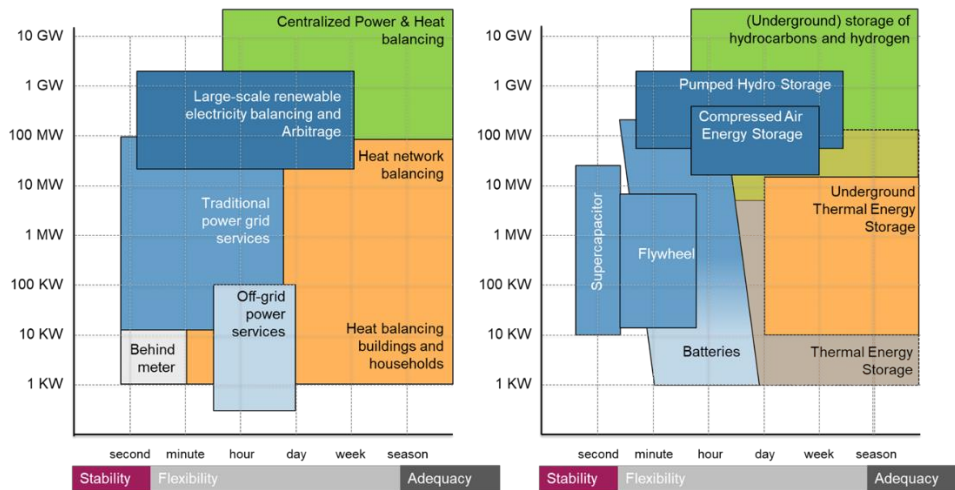 10 GW
1 GW
100 MW
10 MW
1 MW
100 KW
10 KW
1 KW
Centralized Power & Heat
balancing
Large-scale renewable
electricity balancing and
Arbitrage
Heat network
balancing
Traditional
power grid
services
Off-grid
power
services
Behind
meter
Heat balancing
buildings and
households
second minute hour day week season
Stability Flexibility Adequacy
10 GW
1 GW
100 MW
10 MW
1 MW
100 KW
10 KW
1 KW
(Underground) storage of
hydrocarbons and hydrogen
Pumped Hydro Storage
Compressed Air
Energy Storage
Underground
Thermal Energy
Storage
Supercapacitor
Flywheel
Batteries
Thermal Energy
Storage
second minute hour day week season
Stability Flexibility Adequacy